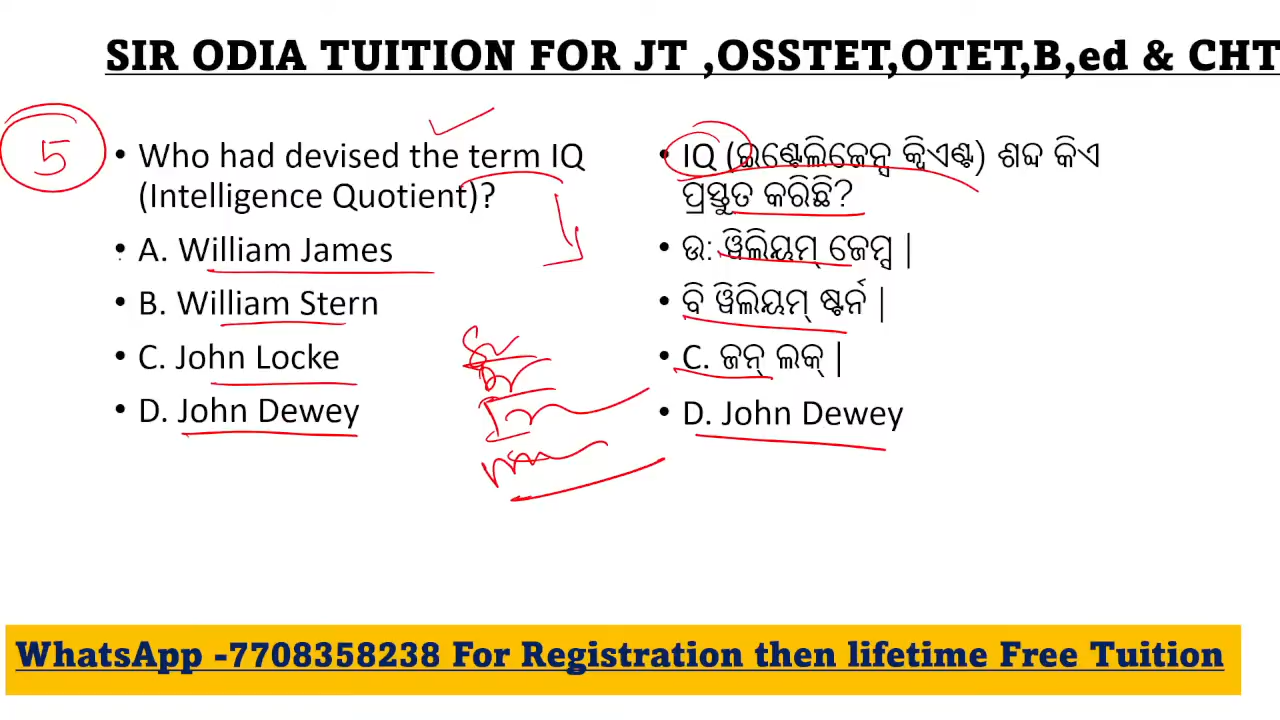 SIR ODIA TUITION FOR JT ,OSSTET,OTET,B,ed & CHT
5
• Who had devised the term IQ
(Intelligence Quotient)?
• A. William James
• B. William Stern
• C. John Locke
• D. John Dewey
• IQ (ଇଣ୍ଟେଲିଜେନ୍ସ କ୍ୱିଏଣ୍ଟ) ଶବ୍ଦ କିଏ
ପ୍ରସ୍ତୁତ କରିଛି?
• ଉ: ୱିଲିୟମ୍ ଜେମ୍ସ |
• ବି ୱିଲିୟମ୍ ଷ୍ଟର୍ନ |
• C. ଜନ୍ ଲକ୍ |
• D. John Dewey
WhatsApp -7708358238 For Registration then lifetime Free Tuition